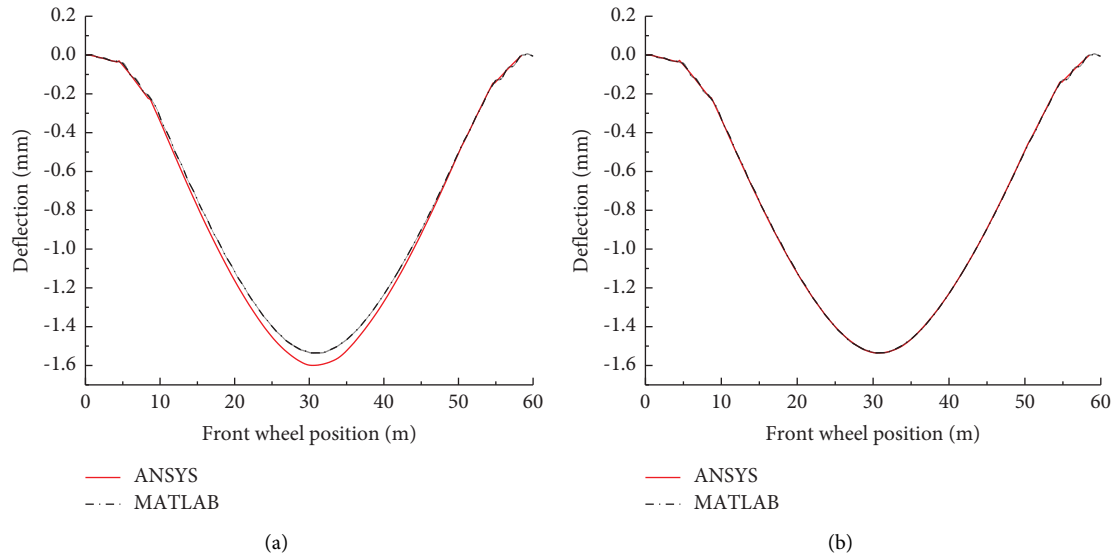 0.2
0.0
-0.2
-0.4
-0.6
-0.8
-1.0
-1.2
-1.4
-1.6
Deflection (mm)
0 10 20 30 40 50 60
Front wheel position (m)
ANSYS
MATLAB
(a)
0.2
0.0
-0.2
-0.4
-0.6
-0.8
-1.0
-1.2
-1.4
-1.6
Deflection (mm)
0 10 20 30 40 50 60
Front wheel position (m)
ANSYS
MATLAB
(b)